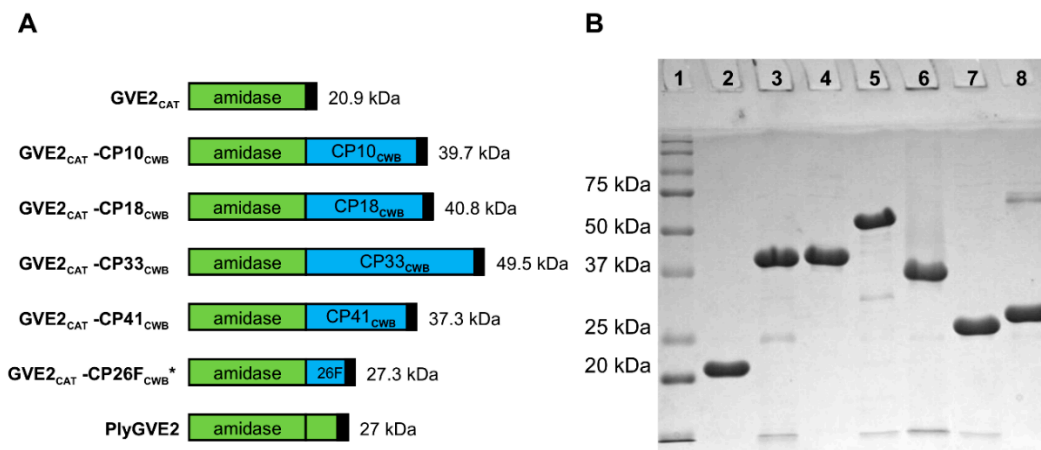 A
GVE2CAT amidase 20.9 kDa
GVE2CAT -CP10CWB amidase CP10CWB 39.7 kDa
GVE2CAT -CP18CWB amidase CP18CWB 40.8 kDa
GVE2CAT -CP33CWB amidase CP33CWB 49.5 kDa
GVE2CAT -CP41CWB amidase CP41CWB 37.3 kDa
GVE2CAT -CP26FCWB* amidase 26F 27.3 kDa
PlyGVE2 amidase 27 kDa
B
1 2 3 4 5 6 7 8
75 kDa
50 kDa
37 kDa
25 kDa
20 kDa